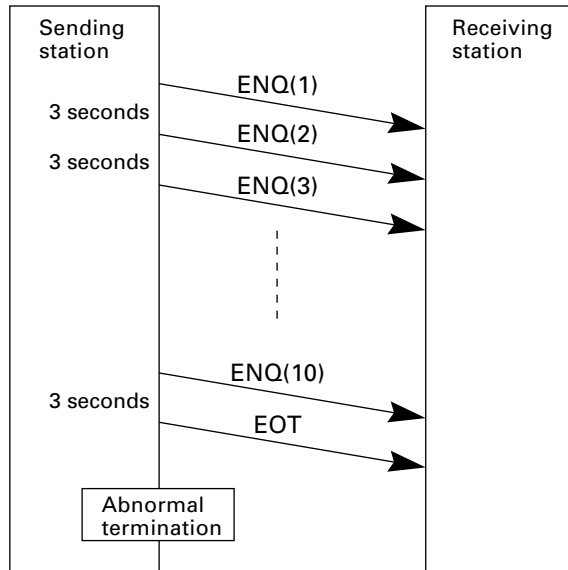 Sending
station
Receiving
station
ENQ(1)
3 seconds
ENQ(2)
3 seconds
ENQ(3)
ENQ(10)
3 seconds
EOT
Abnormal
termination